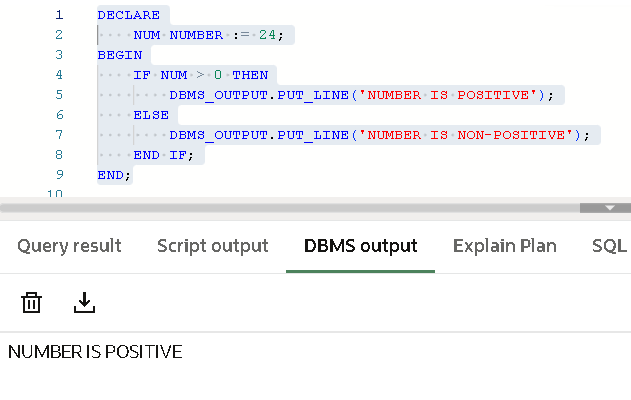 1 DECLARE
2 NUM NUMBER := 24;
3 BEGIN
4 IF NUM > 0 THEN
5 DBMS_OUTPUT.PUT_LINE('NUMBER IS POSITIVE');
6 ELSE
7 DBMS_OUTPUT.PUT_LINE('NUMBER IS NON-POSITIVE');
8 END IF;
9 END;
10
Query result Script output DBMS output Explain Plan SQL
NUMBER IS POSITIVE